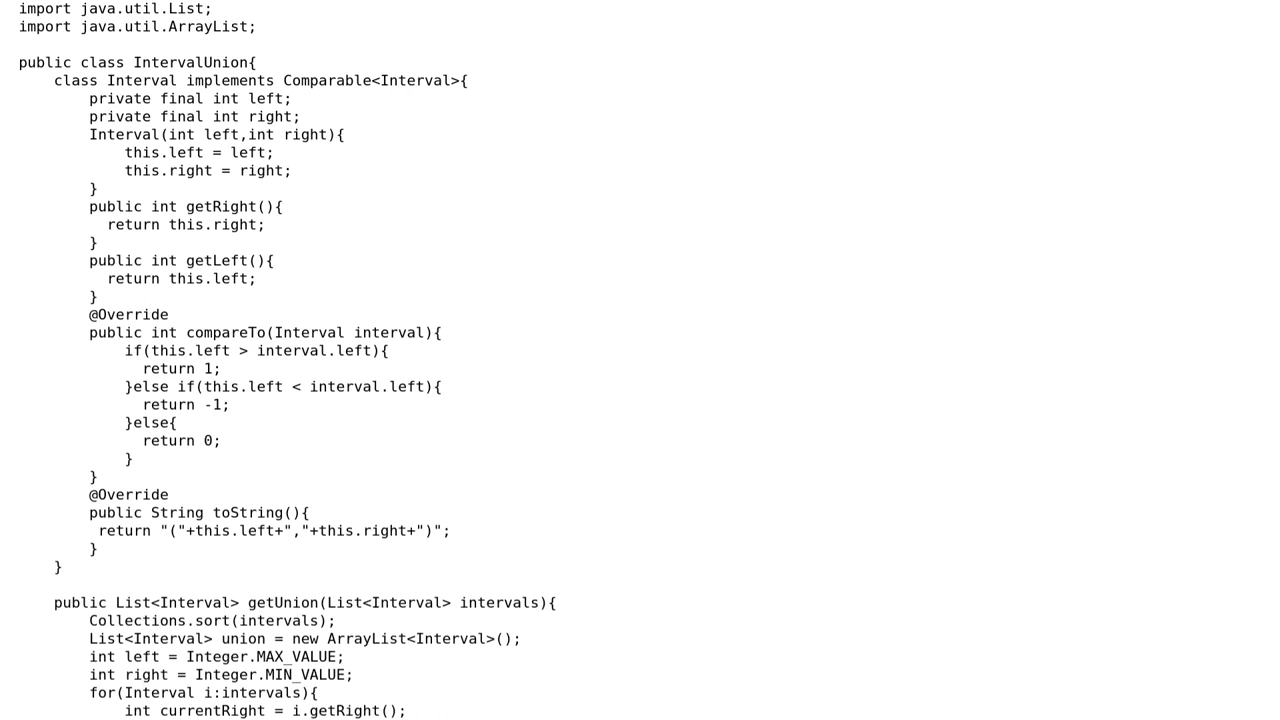 import java.util.List;
import java.util.ArrayList;

public class IntervalUnion{
    class Interval implements Comparable<Interval>{
        private final int left;
        private final int right;
        Interval(int left,int right){
            this.left = left;
            this.right = right;
        }
        public int getRight(){
          return this.right;
        }
        public int getLeft(){
          return this.left;
        }
        @Override
        public int compareTo(Interval interval){
            if(this.left > interval.left){
              return 1;
            }else if(this.left < interval.left){
              return -1;
            }else{
              return 0;
            }
        }
        @Override
        public String toString(){
         return "("+this.left+","+this.right+")";
        }
    }

    public List<Interval> getUnion(List<Interval> intervals){
        Collections.sort(intervals);
        List<Interval> union = new ArrayList<Interval>();
        int left = Integer.MAX_VALUE;
        int right = Integer.MIN_VALUE;
        for(Interval i:intervals){
            int currentRight = i.getRight();